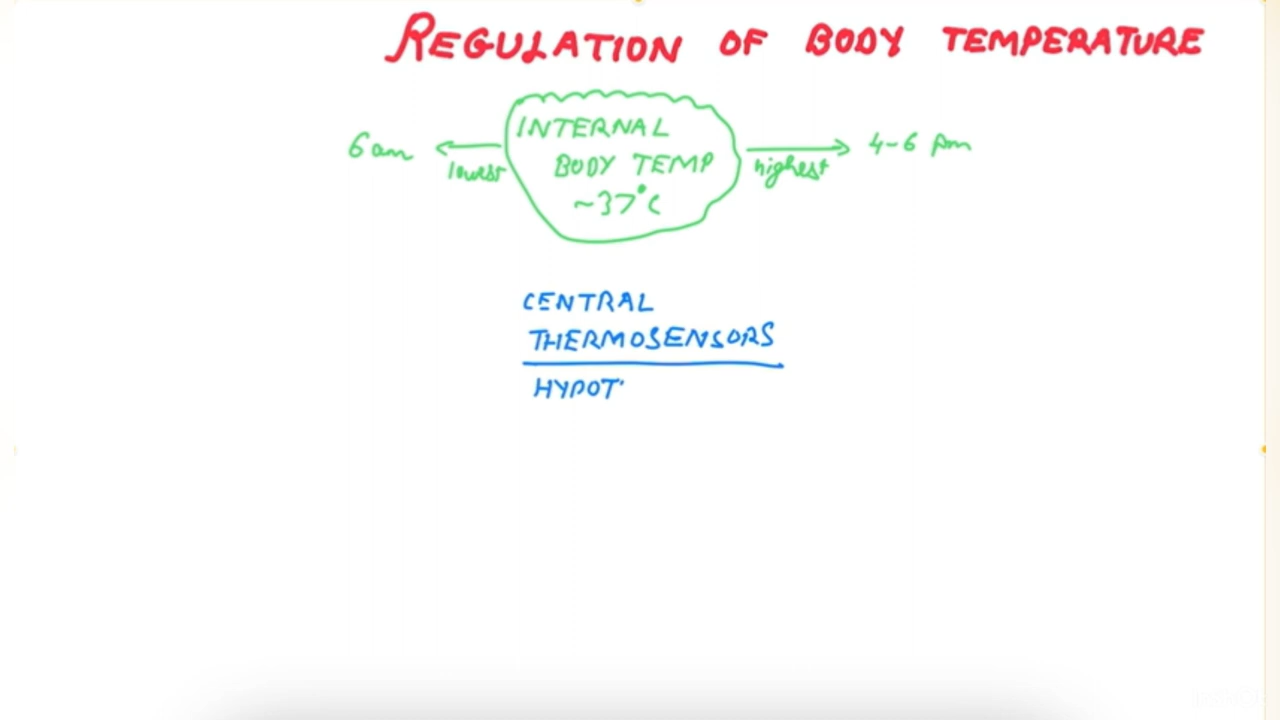 REGULATION OF BODY TEMPERATURE
6 am ← lowest INTERNAL BODY TEMP ~37°C highest → 4-6 pm
CENTRAL
THERMOSENSORS
HYPOT